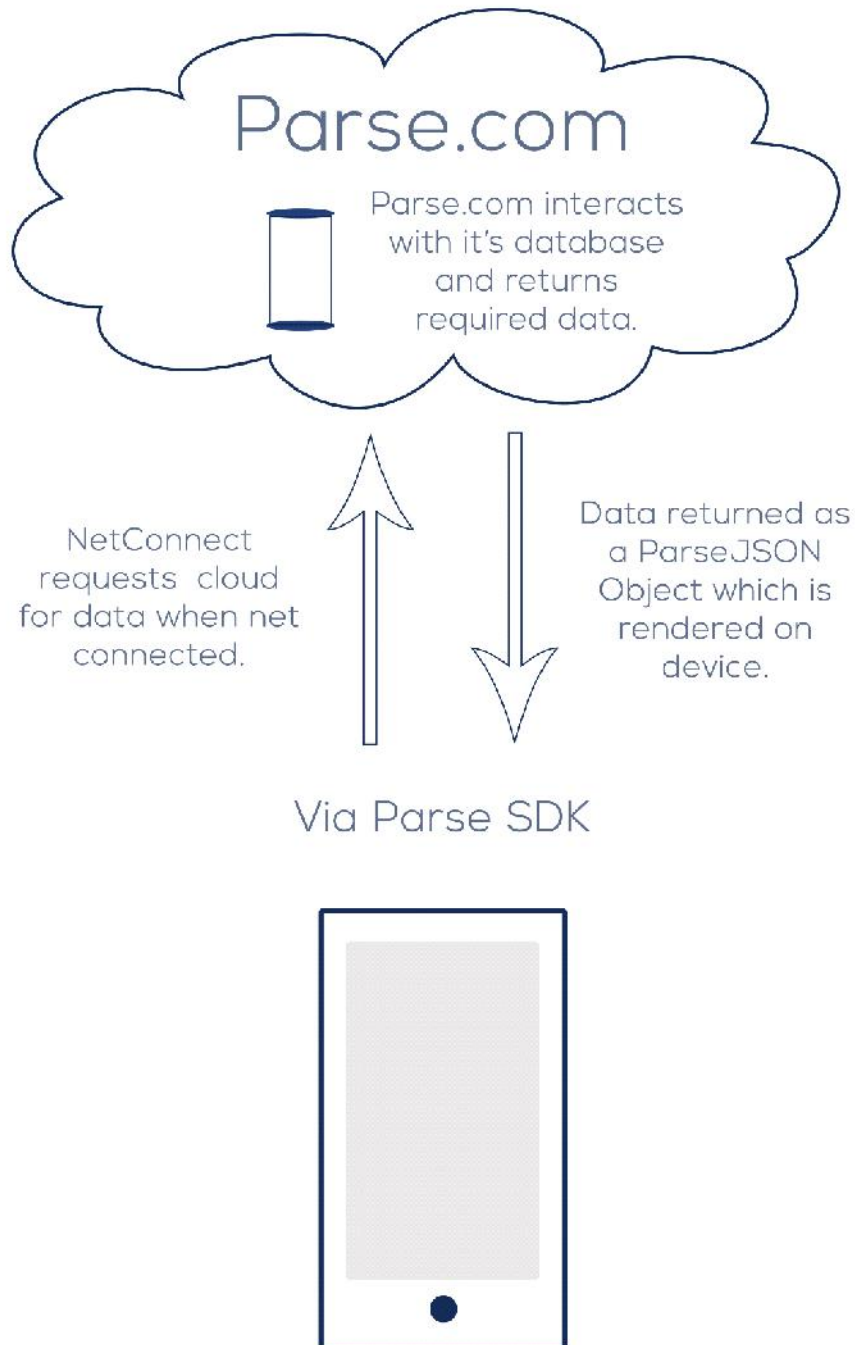 Parse.com
Parse.com interacts
with it's database
and returns
required data.
NetConnect
requests cloud
for data when net
connected.
Data returned as
a ParseJSON
Object which is
rendered on
device.
Via Parse SDK